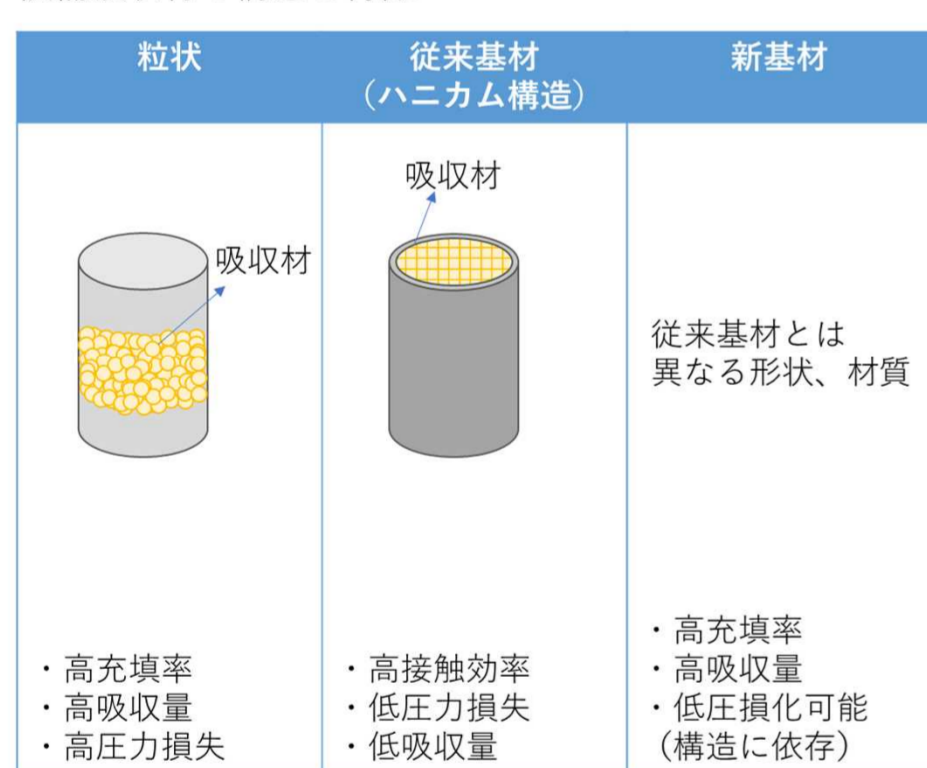 粒状
従来基材
（ハニカム構造）
新基材
吸収材
吸収材
従来基材とは
異なる形状、材質
・高充填率
・高吸収量
・高圧力損失
・高接触効率
・低圧力損失
・低吸収量
・高充填率
・高吸収量
・低圧損化可能
（構造に依存）